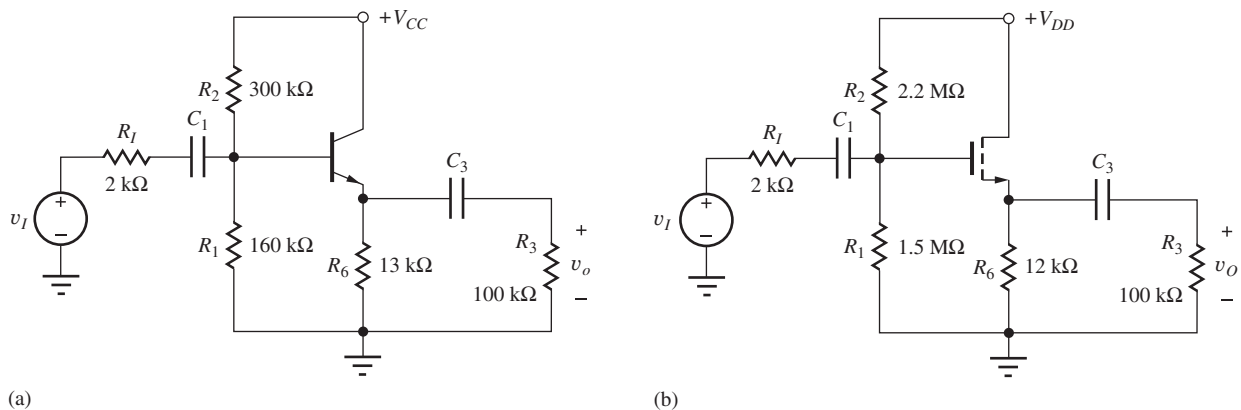 +V_CC
R_2 300 kΩ
R_I C_1
2 kΩ
C_3
v_I + −
R_1 160 kΩ
R_6 13 kΩ
R_3 + v_o −
100 kΩ
(a)
+V_DD
R_2 2.2 MΩ
R_I C_1
2 kΩ
C_3
v_I + −
R_1 1.5 MΩ
R_6 12 kΩ
R_3 + v_O −
100 kΩ
(b)